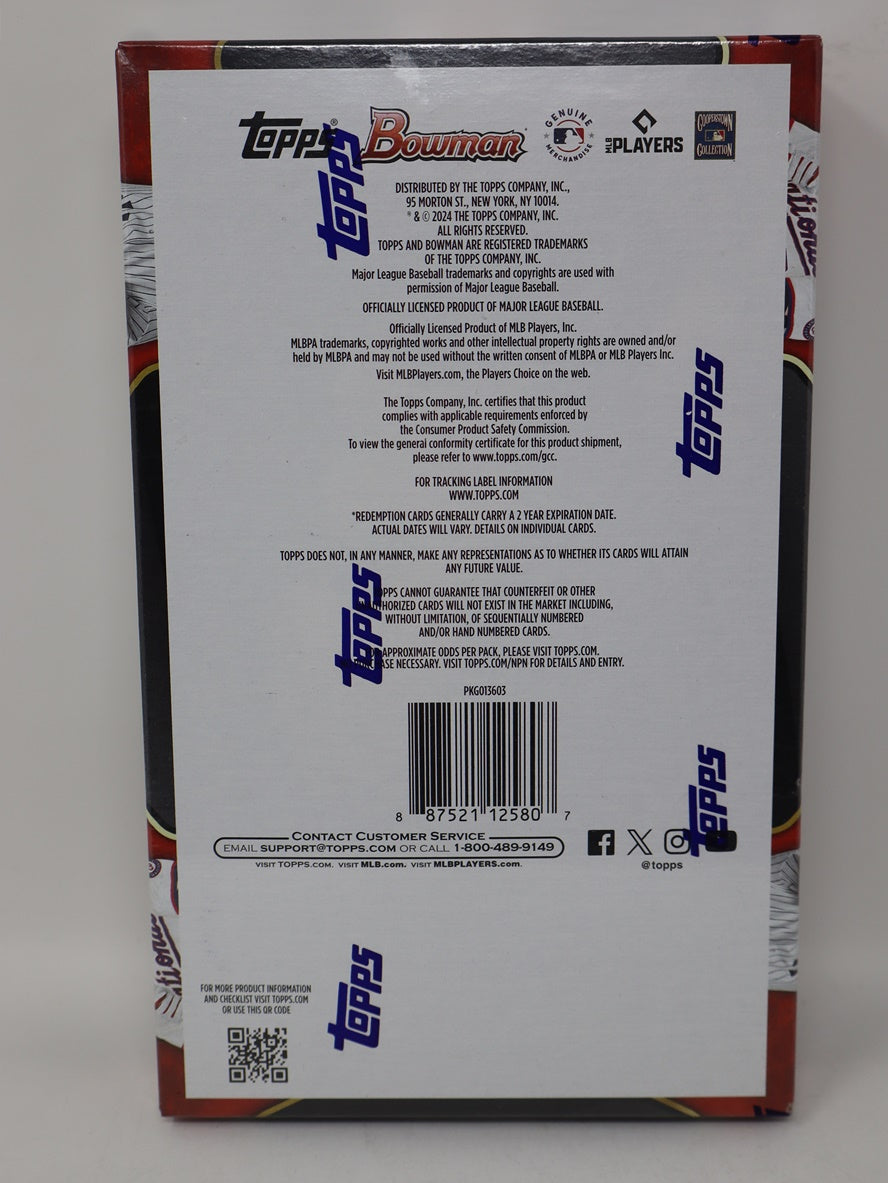 Topps® Bowman®
GENUINE MERCHANDISE
MLB PLAYERS
COOPERSTOWN COLLECTION
DISTRIBUTED BY THE TOPPS COMPANY, INC.,
95 MORTON ST., NEW YORK, NY 10014.
® & © 2024 THE TOPPS COMPANY, INC.
ALL RIGHTS RESERVED.
TOPPS AND BOWMAN ARE REGISTERED TRADEMARKS
OF THE TOPPS COMPANY, INC.
Major League Baseball trademarks and copyrights are used with
permission of Major League Baseball.
OFFICIALLY LICENSED PRODUCT OF MAJOR LEAGUE BASEBALL.
Officially Licensed Product of MLB Players, Inc.
MLBPA trademarks, copyrighted works and other intellectual property rights are owned and/or
held by MLBPA and may not be used without the written consent of MLBPA or MLB Players Inc.
Visit MLBPlayers.com, the Players Choice on the web.
The Topps Company, Inc. certifies that this product
complies with applicable requirements enforced by
the Consumer Product Safety Commission.
To view the general conformity certificate for this product shipment,
please refer to www.topps.com/gcc.
FOR TRACKING LABEL INFORMATION
WWW.TOPPS.COM
*REDEMPTION CARDS GENERALLY CARRY A 2 YEAR EXPIRATION DATE.
ACTUAL DATES WILL VARY. DETAILS ON INDIVIDUAL CARDS.
TOPPS DOES NOT, IN ANY MANNER, MAKE ANY REPRESENTATIONS AS TO WHETHER ITS CARDS WILL ATTAIN
ANY FUTURE VALUE.
TOPPS CANNOT GUARANTEE THAT COUNTERFEIT OR OTHER
UNAUTHORIZED CARDS WILL NOT EXIST IN THE MARKET INCLUDING,
WITHOUT LIMITATION, OF SEQUENTIALLY NUMBERED
AND/OR HAND NUMBERED CARDS.
FOR APPROXIMATE ODDS PER PACK, PLEASE VISIT TOPPS.COM.
NECESSARY. VISIT TOPPS.COM/NPN FOR DETAILS AND ENTRY.
PKG013603
8 87521 12580 7
CONTACT CUSTOMER SERVICE
EMAIL SUPPORT@TOPPS.COM OR CALL 1-800-489-9149
VISIT TOPPS.COM. VISIT MLB.com. VISIT MLBPLAYERS.com.
@topps
FOR MORE PRODUCT INFORMATION
AND CHECKLIST VISIT TOPPS.COM
OR USE THIS QR CODE
Topps
Topps
Topps
Topps
Topps